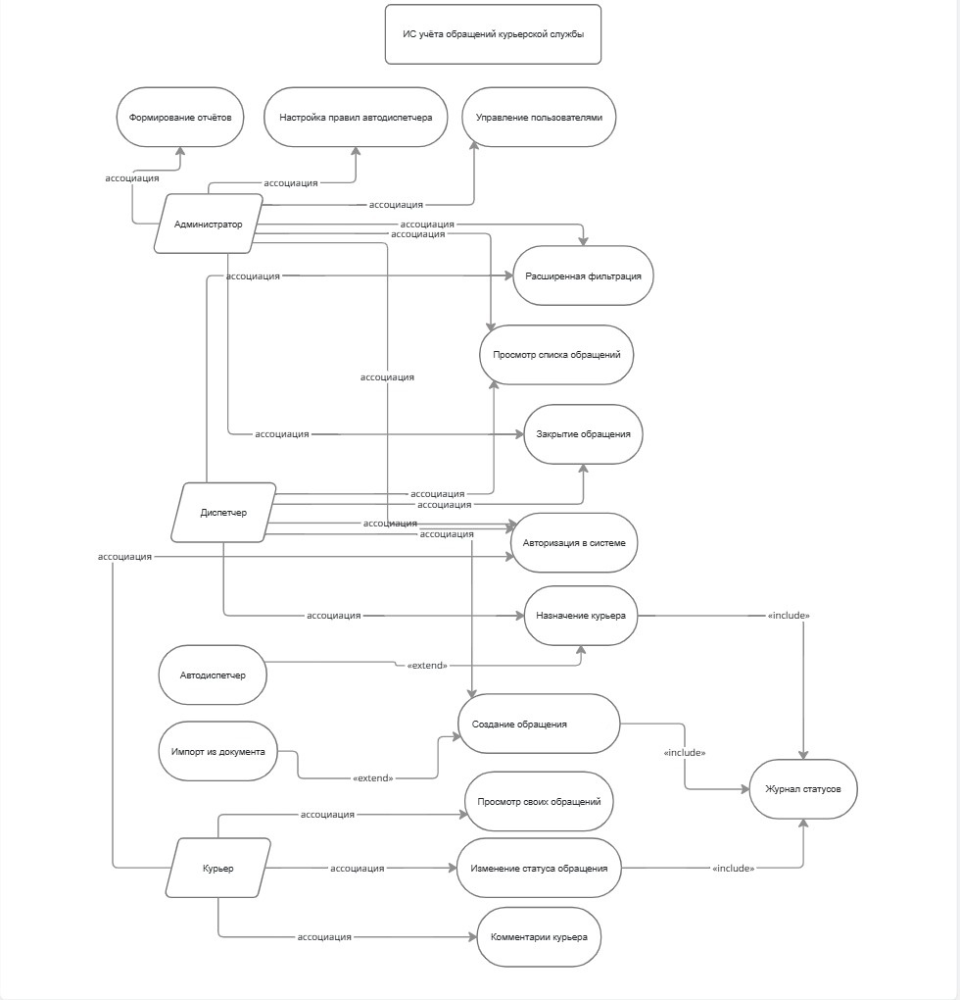 ИС учёта обращений курьерской службы
Формирование отчётов
Настройка правил автодиспетчера
Управление пользователями
ассоциация
ассоциация
ассоциация
Администратор
ассоциация
ассоциация
ассоциация
Расширенная фильтрация
Просмотр списка обращений
ассоциация
ассоциация
Закрытие обращения
ассоциация
ассоциация
Диспетчер
ассоциация
ассоциация
Авторизация в системе
ассоциация
ассоциация
Назначение курьера
«include»
«extend»
Автодиспетчер
Создание обращения
Импорт из документа
«include»
«extend»
Журнал статусов
Просмотр своих обращений
ассоциация
Курьер
ассоциация
Изменение статуса обращения
«include»
ассоциация
Комментарии курьера